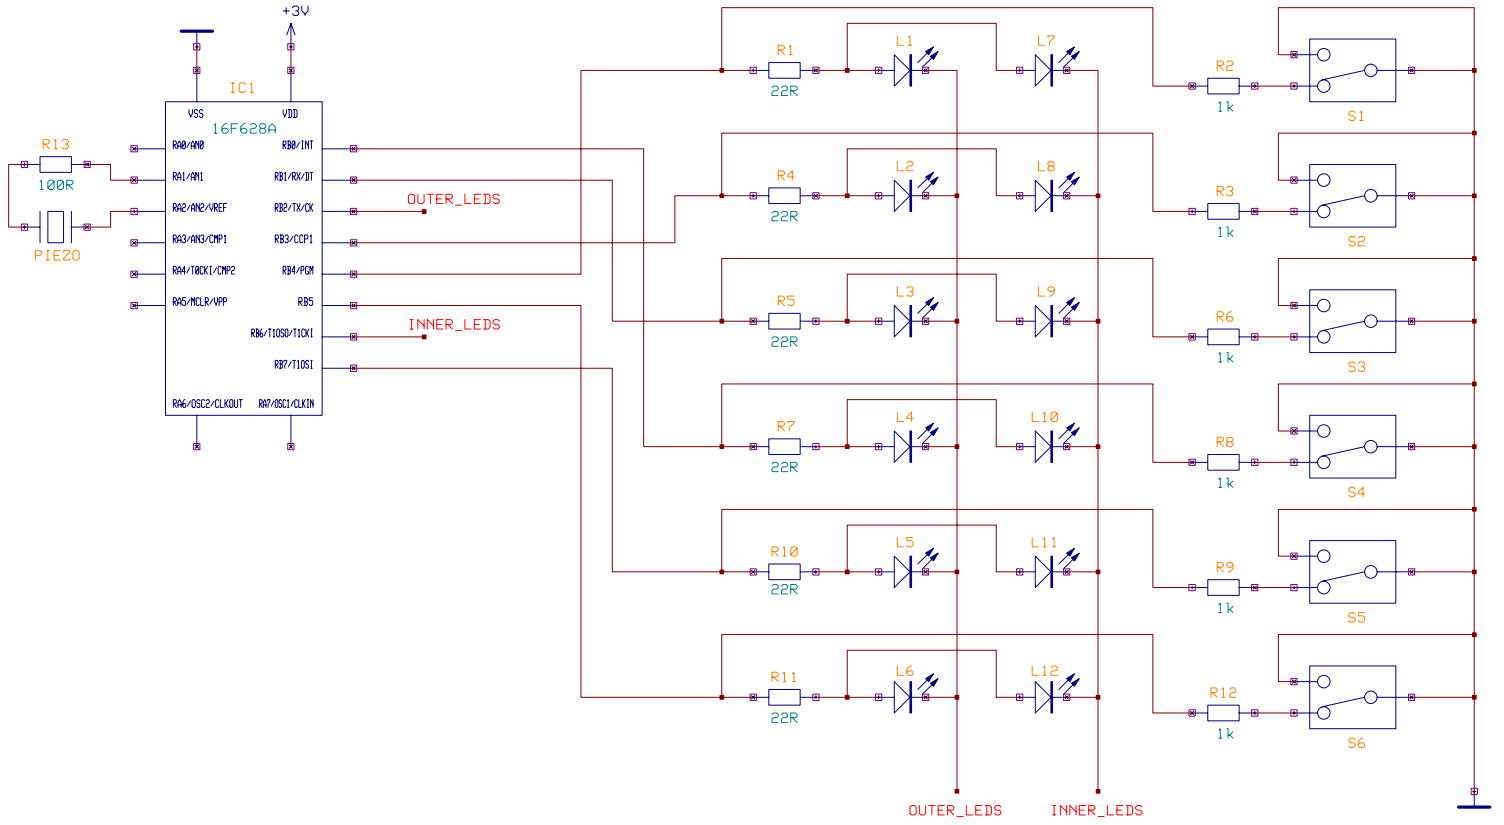 +3V
IC1
VSS
VDD
16F628A
RA0/AN0
RA1/AN1
RA2/AN2/VREF
RA3/AN3/CMP1
RA4/T0CKI/CMP2
RA5/MCLR/VPP
RA6/OSC2/CLKOUT
RB0/INT
RB1/RX/DT
RB2/TX/CK
RB3/CCP1
RB4/PGM
RB5
RB6/T1OSO/T1CKI
RB7/T1OSI
RA7/OSC1/CLKIN
R13
100R
PIEZO
OUTER_LEDS
INNER_LEDS
R1
22R
L1
L7
R2
1k
S1
R4
22R
L2
L8
R3
1k
S2
R5
22R
L3
L9
R6
1k
S3
R7
22R
L4
L10
R8
1k
S4
R10
22R
L5
L11
R9
1k
S5
R11
22R
L6
L12
R12
1k
S6
OUTER_LEDS
INNER_LEDS